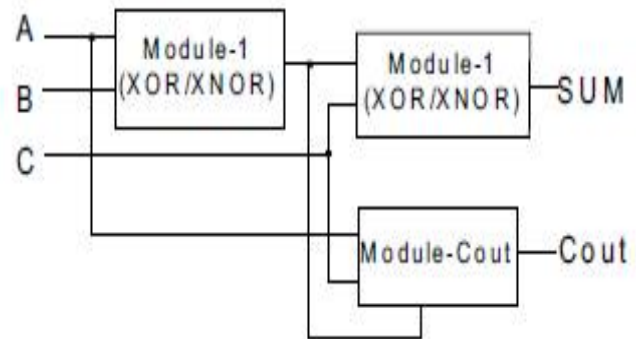 A
Module-1
(XOR/XNOR)
B
C
Module-1
(XOR/XNOR)
SUM
Module-Cout
Cout